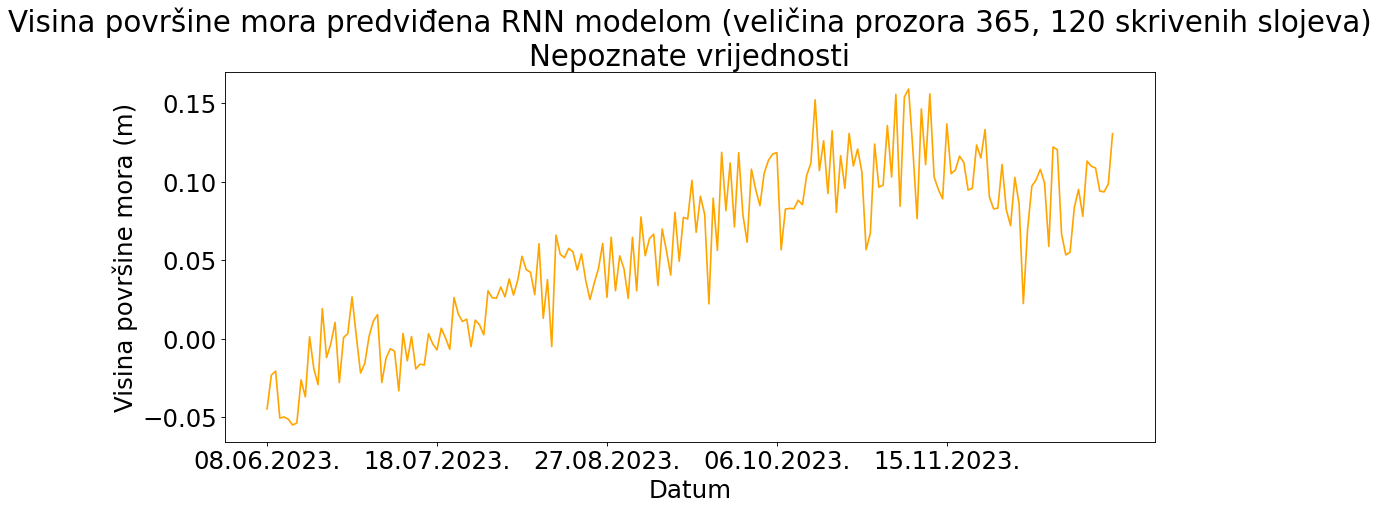 Visina površine mora predviđena RNN modelom (veličina prozora 365, 120 skrivenih slojeva)
Nepoznate vrijednosti
Visina površine mora (m)
0.15
0.10
0.05
0.00
−0.05
08.06.2023. 18.07.2023. 27.08.2023. 06.10.2023. 15.11.2023.
Datum